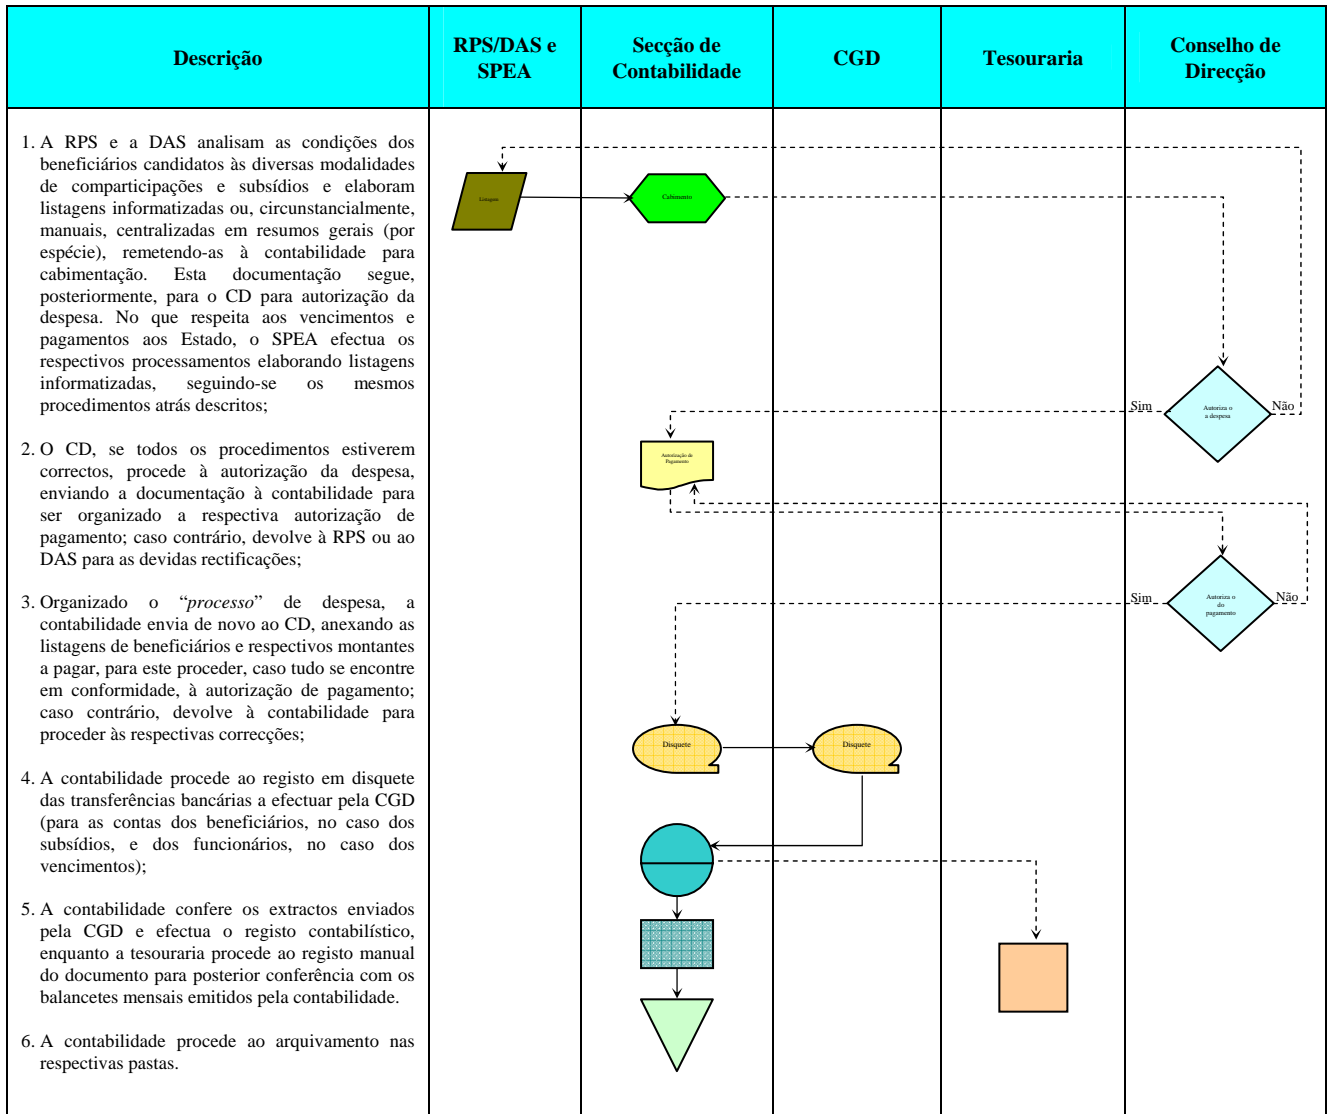 Descrição
RPS/DAS e
SPEA
Secção de
Contabilidade
CGD
Tesouraria
Conselho de
Direcção
1. A RPS e a DAS analisam as condições dos
beneficiários candidatos às diversas modalidades
de comparticipações e subsídios e elaboram
listagens informatizadas ou, circunstancialmente,
manuais, centralizadas em resumos gerais (por
espécie), remetendo-as à contabilidade para
cabimentação. Esta documentação segue,
posteriormente, para o CD para autorização da
despesa. No que respeita aos vencimentos e
pagamentos aos Estado, o SPEA efectua os
respectivos processamentos elaborando listagens
informatizadas, seguindo-se os mesmos
procedimentos atrás descritos;
2. O CD, se todos os procedimentos estiverem
correctos, procede à autorização da despesa,
enviando a documentação à contabilidade para
ser organizado a respectiva autorização de
pagamento; caso contrário, devolve à RPS ou ao
DAS para as devidas rectificações;
3. Organizado o “processo” de despesa, a
contabilidade envia de novo ao CD, anexando as
listagens de beneficiários e respectivos montantes
a pagar, para este proceder, caso tudo se encontre
em conformidade, à autorização de pagamento;
caso contrário, devolve à contabilidade para
proceder às respectivas correcções;
4. A contabilidade procede ao registo em disquete
das transferências bancárias a efectuar pela CGD
(para as contas dos beneficiários, no caso dos
subsídios, e dos funcionários, no caso dos
vencimentos);
5. A contabilidade confere os extractos enviados
pela CGD e efectua o registo contabilístico,
enquanto a tesouraria procede ao registo manual
do documento para posterior conferência com os
balancetes mensais emitidos pela contabilidade.
6. A contabilidade procede ao arquivamento nas
respectivas pastas.
Listagem
Cabimento
Sim
Autoriza o
a despesa
Não
Autorização de
Pagamento
Sim
Autoriza o
do
pagamento
Não
Disquete
Disquete